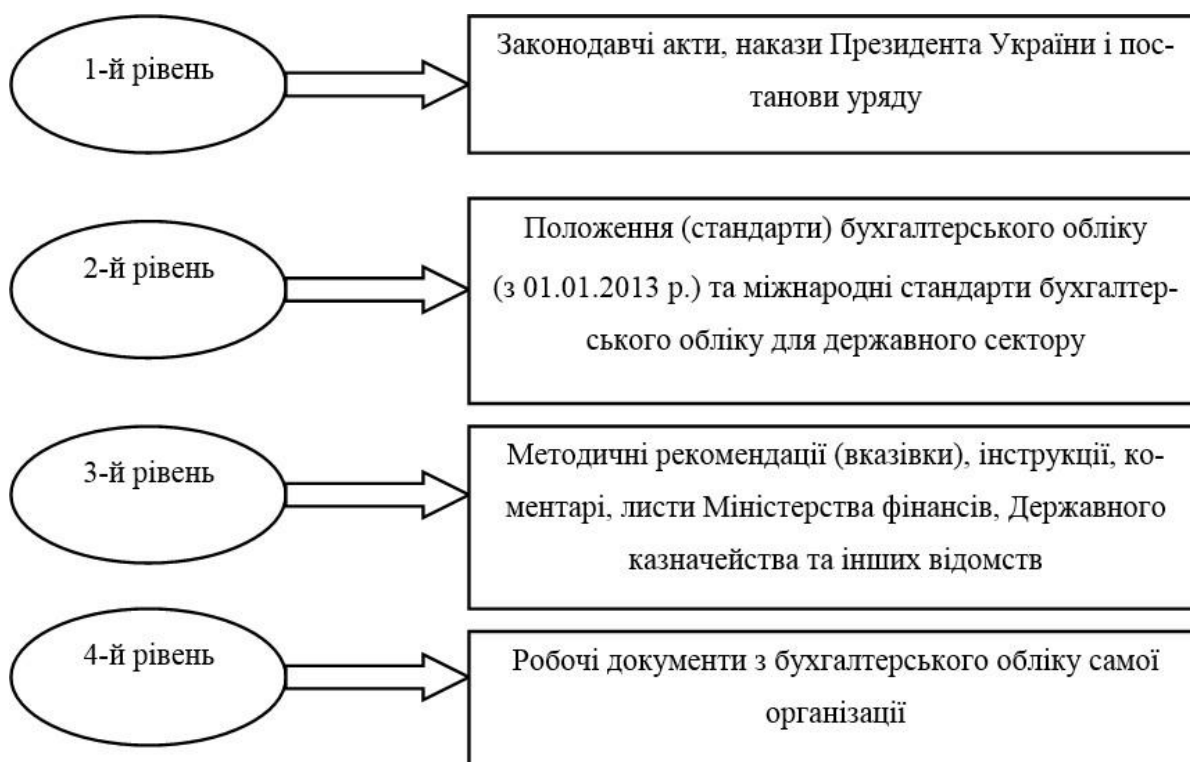 1-й рівень
Законодавчі акти, накази Президента України і пос-
танови уряду
2-й рівень
Положення (стандарти) бухгалтерського обліку
(з 01.01.2013 р.) та міжнародні стандарти бухгалтер-
ського обліку для державного сектору
3-й рівень
Методичні рекомендації (вказівки), інструкції, ко-
ментарі, листи Міністерства фінансів, Державного
казначейства та інших відомств
4-й рівень
Робочі документи з бухгалтерського обліку самої
організації